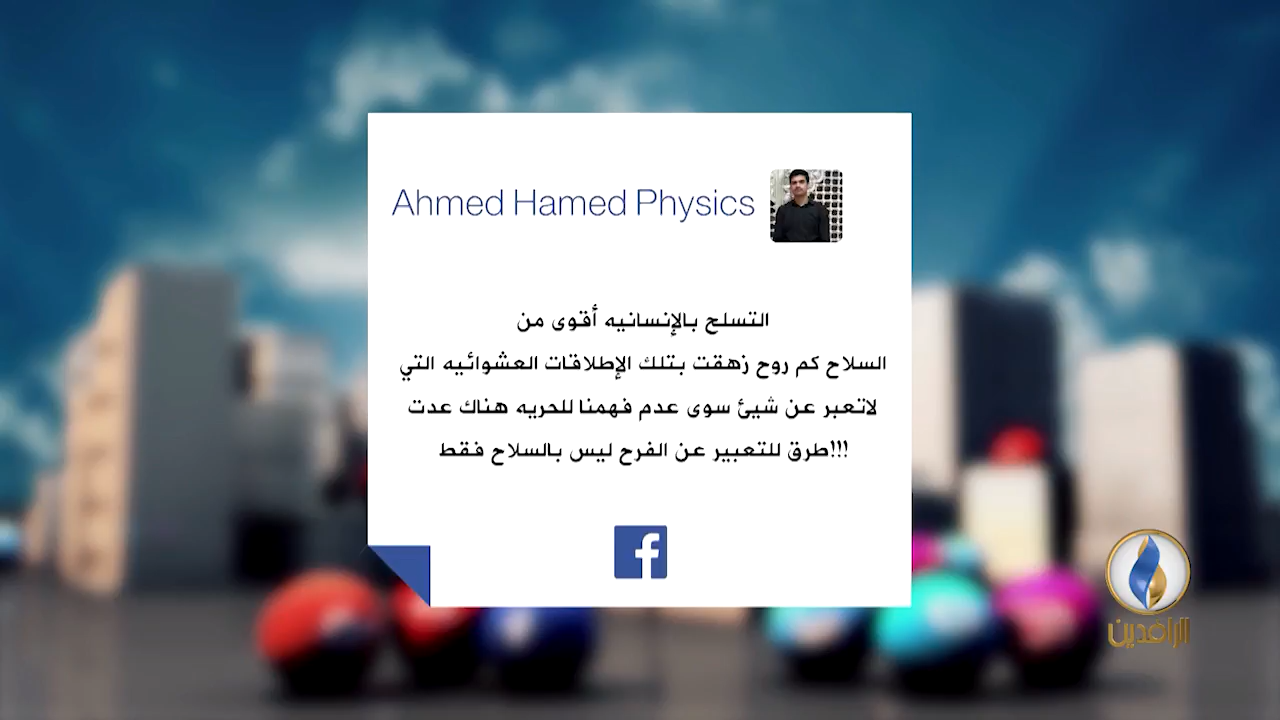 Ahmed Hamed Physics
التسلح بالإنسانيه أقوى من
السلاح كم روح زهقت بتلك الإطلاقات العشوائيه التي
لاتعبر عن شيئ سوى عدم فهمنا للحريه هناك عدت
!!!طرق للتعبير عن الفرح ليس بالسلاح فقط
f
الرافدين